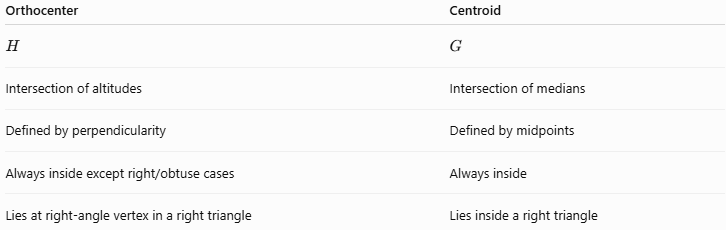 Orthocenter Centroid
H G
Intersection of altitudes Intersection of medians
Defined by perpendicularity Defined by midpoints
Always inside except right/obtuse cases Always inside
Lies at right-angle vertex in a right triangle Lies inside a right triangle